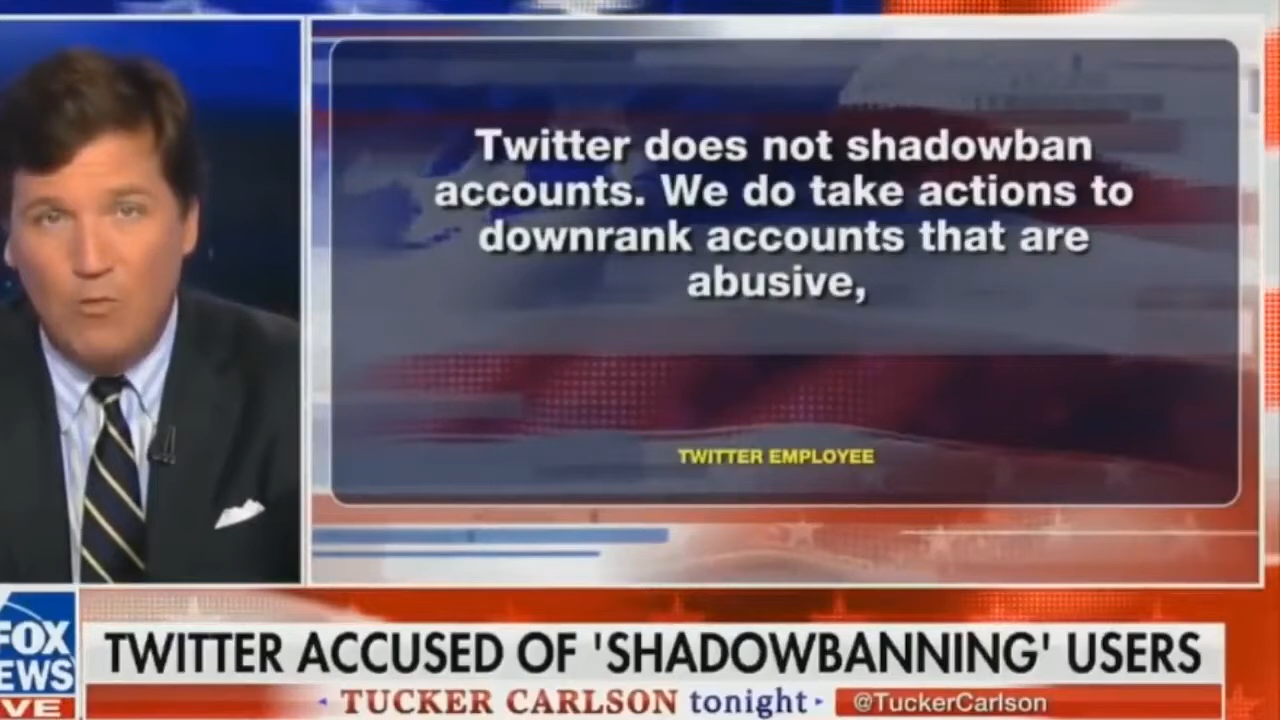 Twitter does not shadowban
accounts. We do take actions to
downrank accounts that are
abusive,
TWITTER EMPLOYEE
FOX
NEWS
LIVE
TWITTER ACCUSED OF 'SHADOWBANNING' USERS
TUCKER CARLSON tonight
@TuckerCarlson